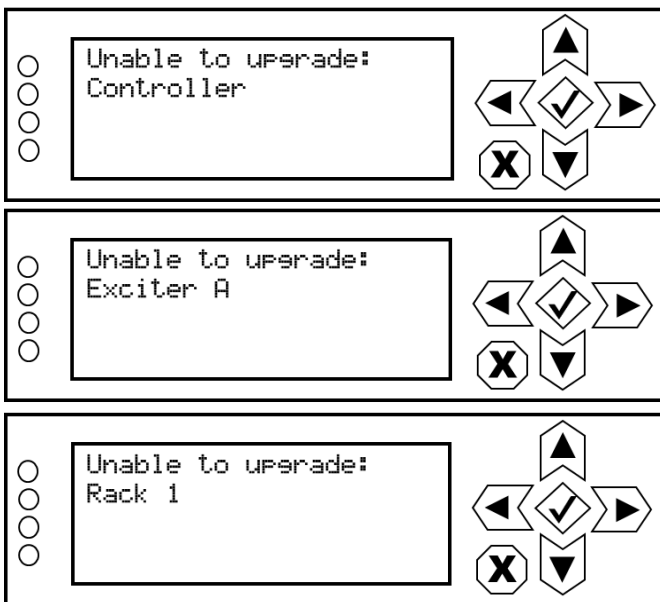 Unable to upgrade:
Controller
X
Unable to upgrade:
Exciter A
X
Unable to upgrade:
Rack 1
X